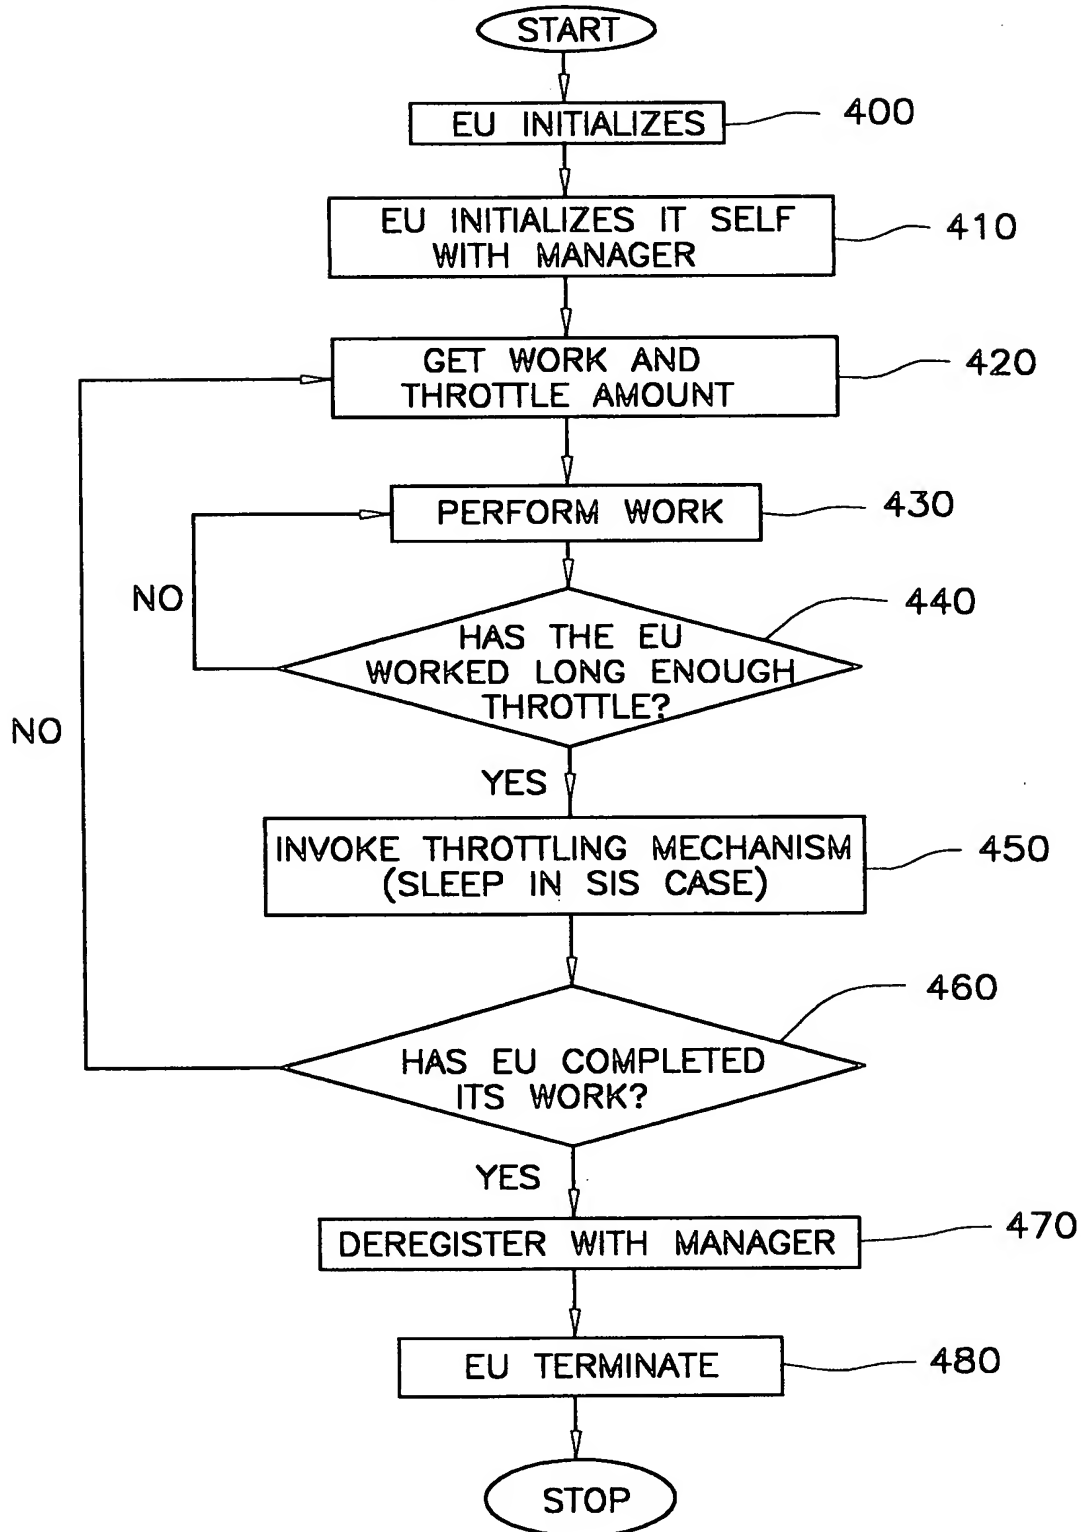 START
EU INITIALIZES
400
EU INITIALIZES IT SELF
WITH MANAGER
410
GET WORK AND
THROTTLE AMOUNT
420
PERFORM WORK
430
NO
HAS THE EU
WORKED LONG ENOUGH
THROTTLE?
440
NO
YES
INVOKE THROTTLING MECHANISM
(SLEEP IN SIS CASE)
450
HAS EU COMPLETED
ITS WORK?
460
YES
DEREGISTER WITH MANAGER
470
EU TERMINATE
480
STOP